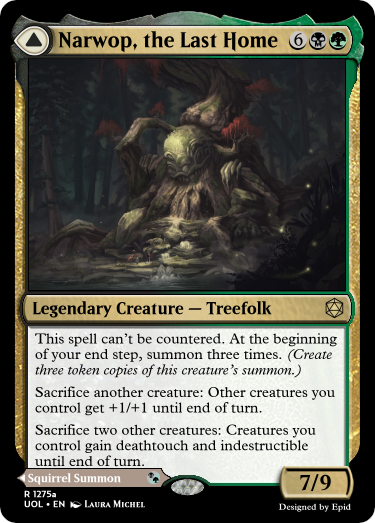 Narwop, the Last Home 6
Legendary Creature — Treefolk
This spell can't be countered. At the beginning
of your end step, summon three times. (Create
three token copies of this creature's summon.)
Sacrifice another creature: Other creatures you
control get +1/+1 until end of turn.
Sacrifice two other creatures: Creatures you
control gain deathtouch and indestructible
until end of turn.
Squirrel Summon
7/9
R 1275a
UOL • EN Laura Michel
Designed by Epid